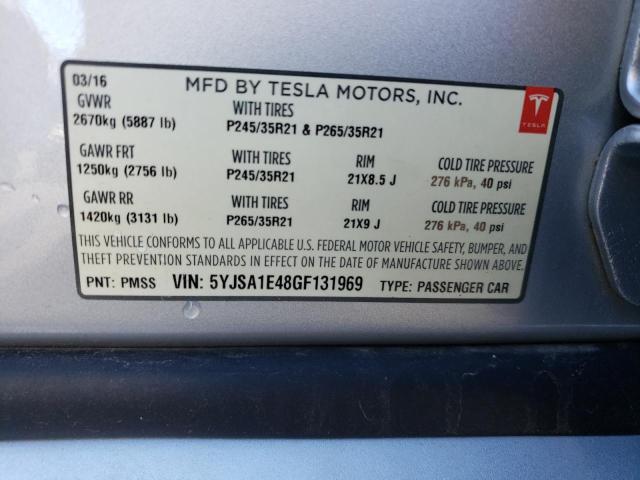 03/16 MFD BY TESLA MOTORS, INC.
GVWR WITH TIRES
2670kg (5887 lb) P245/35R21 & P265/35R21
TESLA
GAWR FRT WITH TIRES RIM COLD TIRE PRESSURE
1250kg (2756 lb) P245/35R21 21X8.5 J 276 kPa, 40 psi
GAWR RR WITH TIRES RIM COLD TIRE PRESSURE
1420kg (3131 lb) P265/35R21 21X9 J 276 kPa, 40 psi
THIS VEHICLE CONFORMS TO ALL APPLICABLE U.S. FEDERAL MOTOR VEHICLE SAFETY, BUMPER, AND
THEFT PREVENTION STANDARDS IN EFFECT ON THE DATE OF MANUFACTURE SHOWN ABOVE.
PNT: PMSS VIN: 5YJSA1E48GF131969 TYPE: PASSENGER CAR